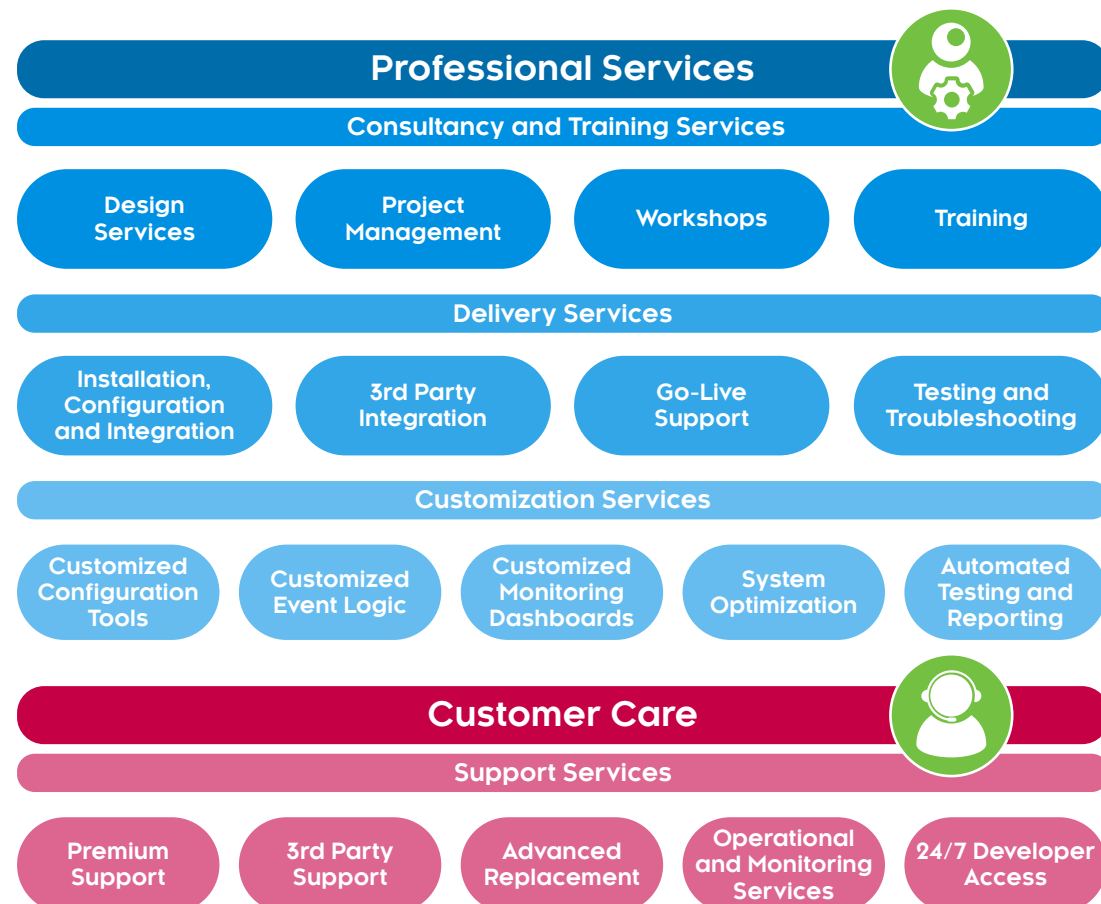 Professional Services
Consultancy and Training Services
Design
Services
Project
Management
Workshops
Training
Delivery Services
Installation,
Configuration
and Integration
3rd Party
Integration
Go-Live
Support
Testing and
Troubleshooting
Customization Services
Customized
Configuration
Tools
Customized
Event Logic
Customized
Monitoring
Dashboards
System
Optimization
Automated
Testing and
Reporting
Customer Care
Support Services
Premium
Support
3rd Party
Support
Advanced
Replacement
Operational
and Monitoring
Services
24/7 Developer
Access